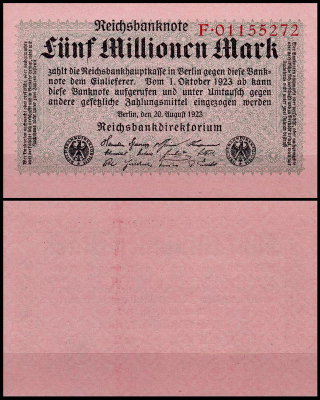 Reichsbanknote
F·01155272
Fünf Millionen Mark
zahlt die Reichsbankhauptkasse in Berlin gegen diese Bank-
note dem Einlieferer. Vom 1. Oktober 1923 ab kann
diese Banknote aufgerufen und unter Umtausch gegen
andere gesetzliche Zahlungsmittel eingezogen werden
Berlin, den 20. August 1923
Reichsbankdirektorium